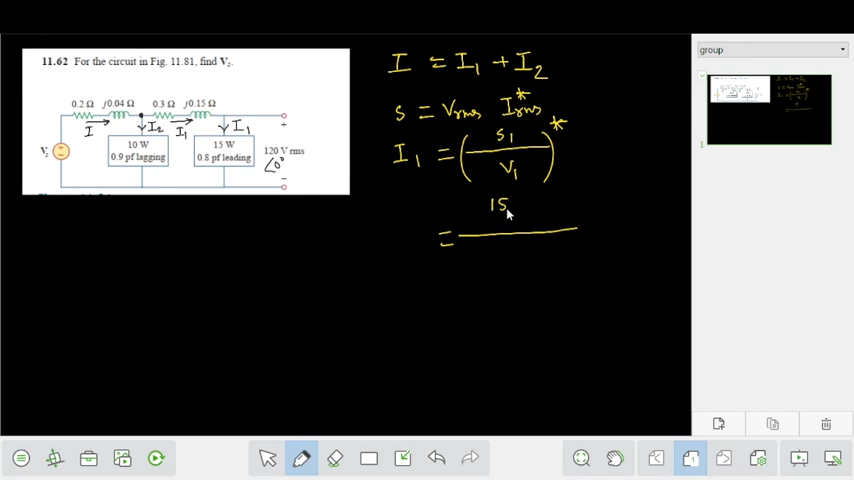 11.62 For the circuit in Fig. 11.81, find Vs.
0.2 Ω j0.04 Ω 0.3 Ω j0.15 Ω
I I2 I1 I1
+
10 W
0.9 pf lagging
15 W
0.8 pf leading
Vs
+
−
120 V rms
∠0°
−
I = I1 + I2
s = Vrms I*rms
I1 = (S1 / V1)*
= 15
group
1
1